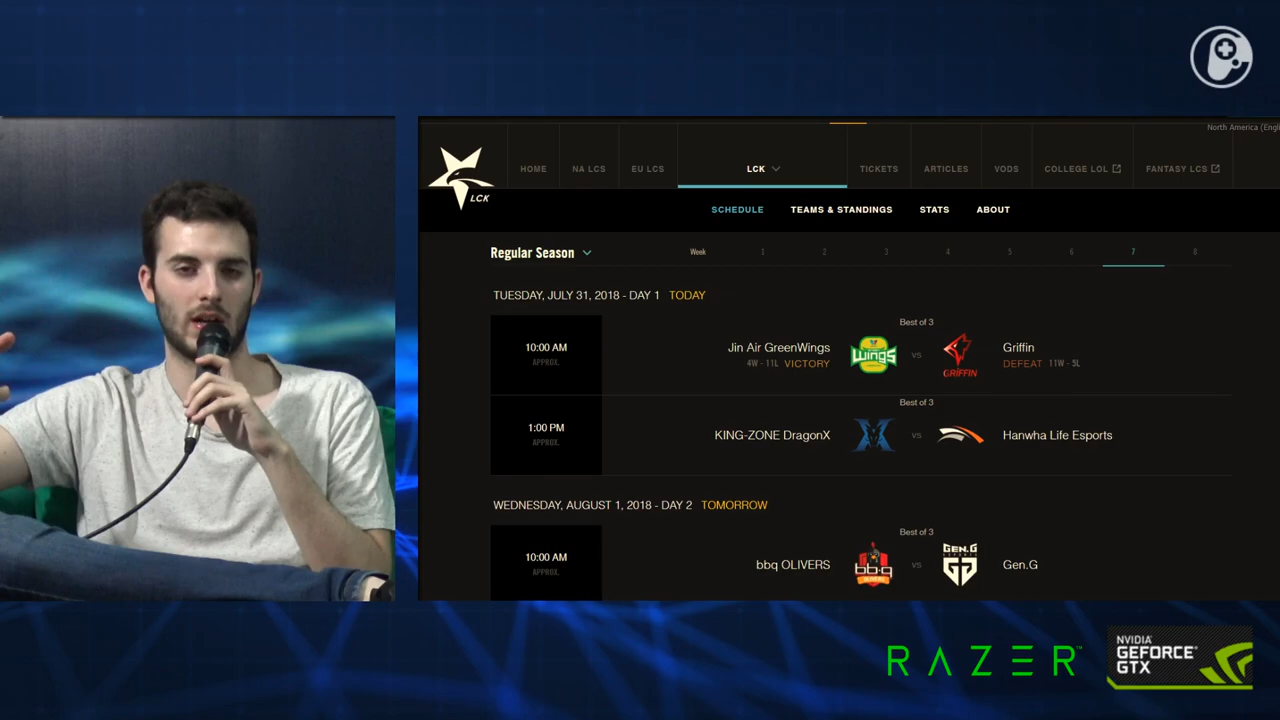 North America (Engl
LCK
HOME
NA LCS
EU LCS
LCK
TICKETS
ARTICLES
VODS
COLLEGE LOL
FANTASY LCS
SCHEDULE
TEAMS & STANDINGS
STATS
ABOUT
Regular Season
Week 1 2 3 4 5 6 7 8
TUESDAY, JULY 31, 2018 - DAY 1 TODAY
Best of 3
10:00 AM
APPROX.
Jin Air GreenWings
4W - 11L VICTORY
WINGS
vs
GRIFFIN
Griffin
DEFEAT 11W - 5L
Best of 3
1:00 PM
APPROX.
KING-ZONE DragonX
vs
Hanwha Life Esports
WEDNESDAY, AUGUST 1, 2018 - DAY 2 TOMORROW
Best of 3
10:00 AM
APPROX.
bbq OLIVERS
bbq
OLIVERS
vs
GEN.G
ESPORTS
Gen.G
RAZER™
NVIDIA
GEFORCE®
GTX